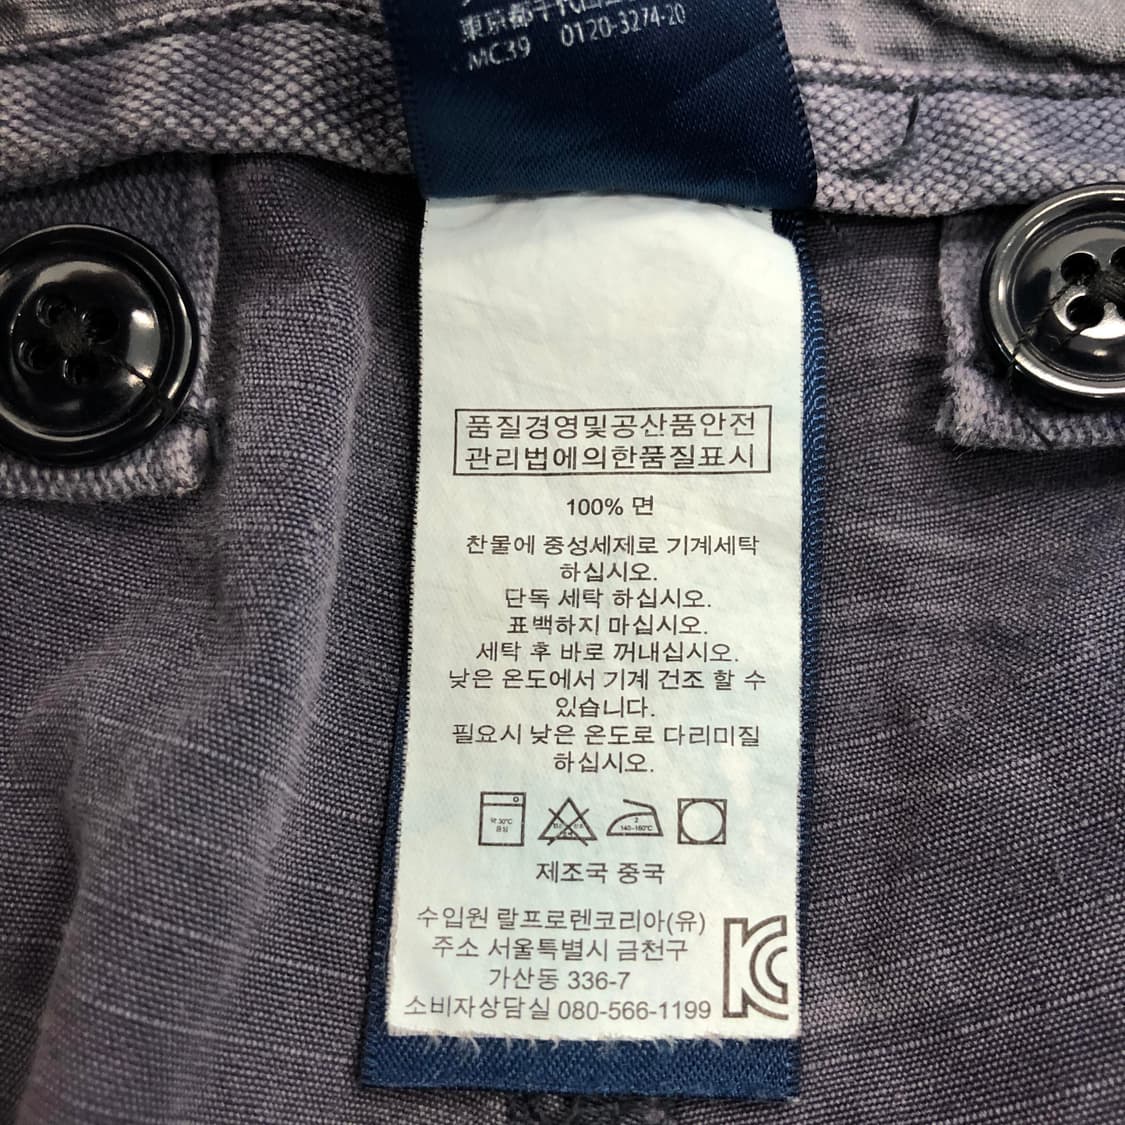 東京都千代田
MC39 0120-3274-20
품질경영및공산품안전
관리법에의한품질표시
100% 면
찬물에 중성세제로 기계세탁
하십시오.
단독 세탁 하십시오.
표백하지 마십시오.
세탁 후 바로 꺼내십시오.
낮은 온도에서 기계 건조 할 수
있습니다.
필요시 낮은 온도로 다리미질
하십시오.
약 30℃
중성
2
140~160℃
제조국 중국
수입원 랄프로렌코리아(유)
주소 서울특별시 금천구
가산동 336-7
소비자상담실 080-566-1199
KC